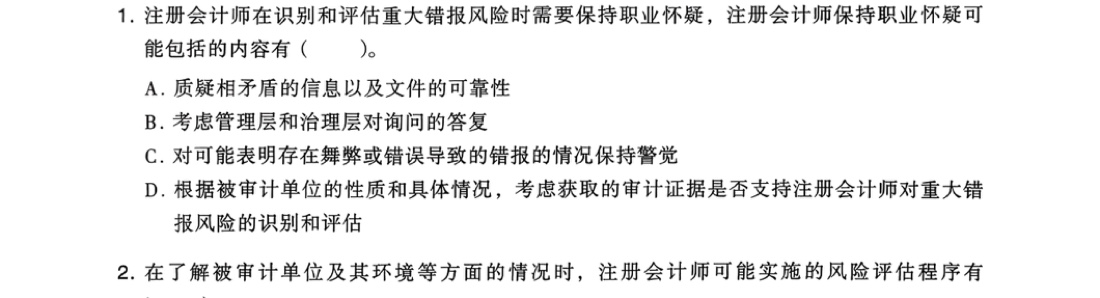 1. 注册会计师在识别和评估重大错报风险时需要保持职业怀疑，注册会计师保持职业怀疑可
能包括的内容有（　　）。
A. 质疑相矛盾的信息以及文件的可靠性
B. 考虑管理层和治理层对询问的答复
C. 对可能表明存在舞弊或错误导致的错报的情况保持警觉
D. 根据被审计单位的性质和具体情况，考虑获取的审计证据是否支持注册会计师对重大错
报风险的识别和评估
2. 在了解被审计单位及其环境等方面的情况时，注册会计师可能实施的风险评估程序有